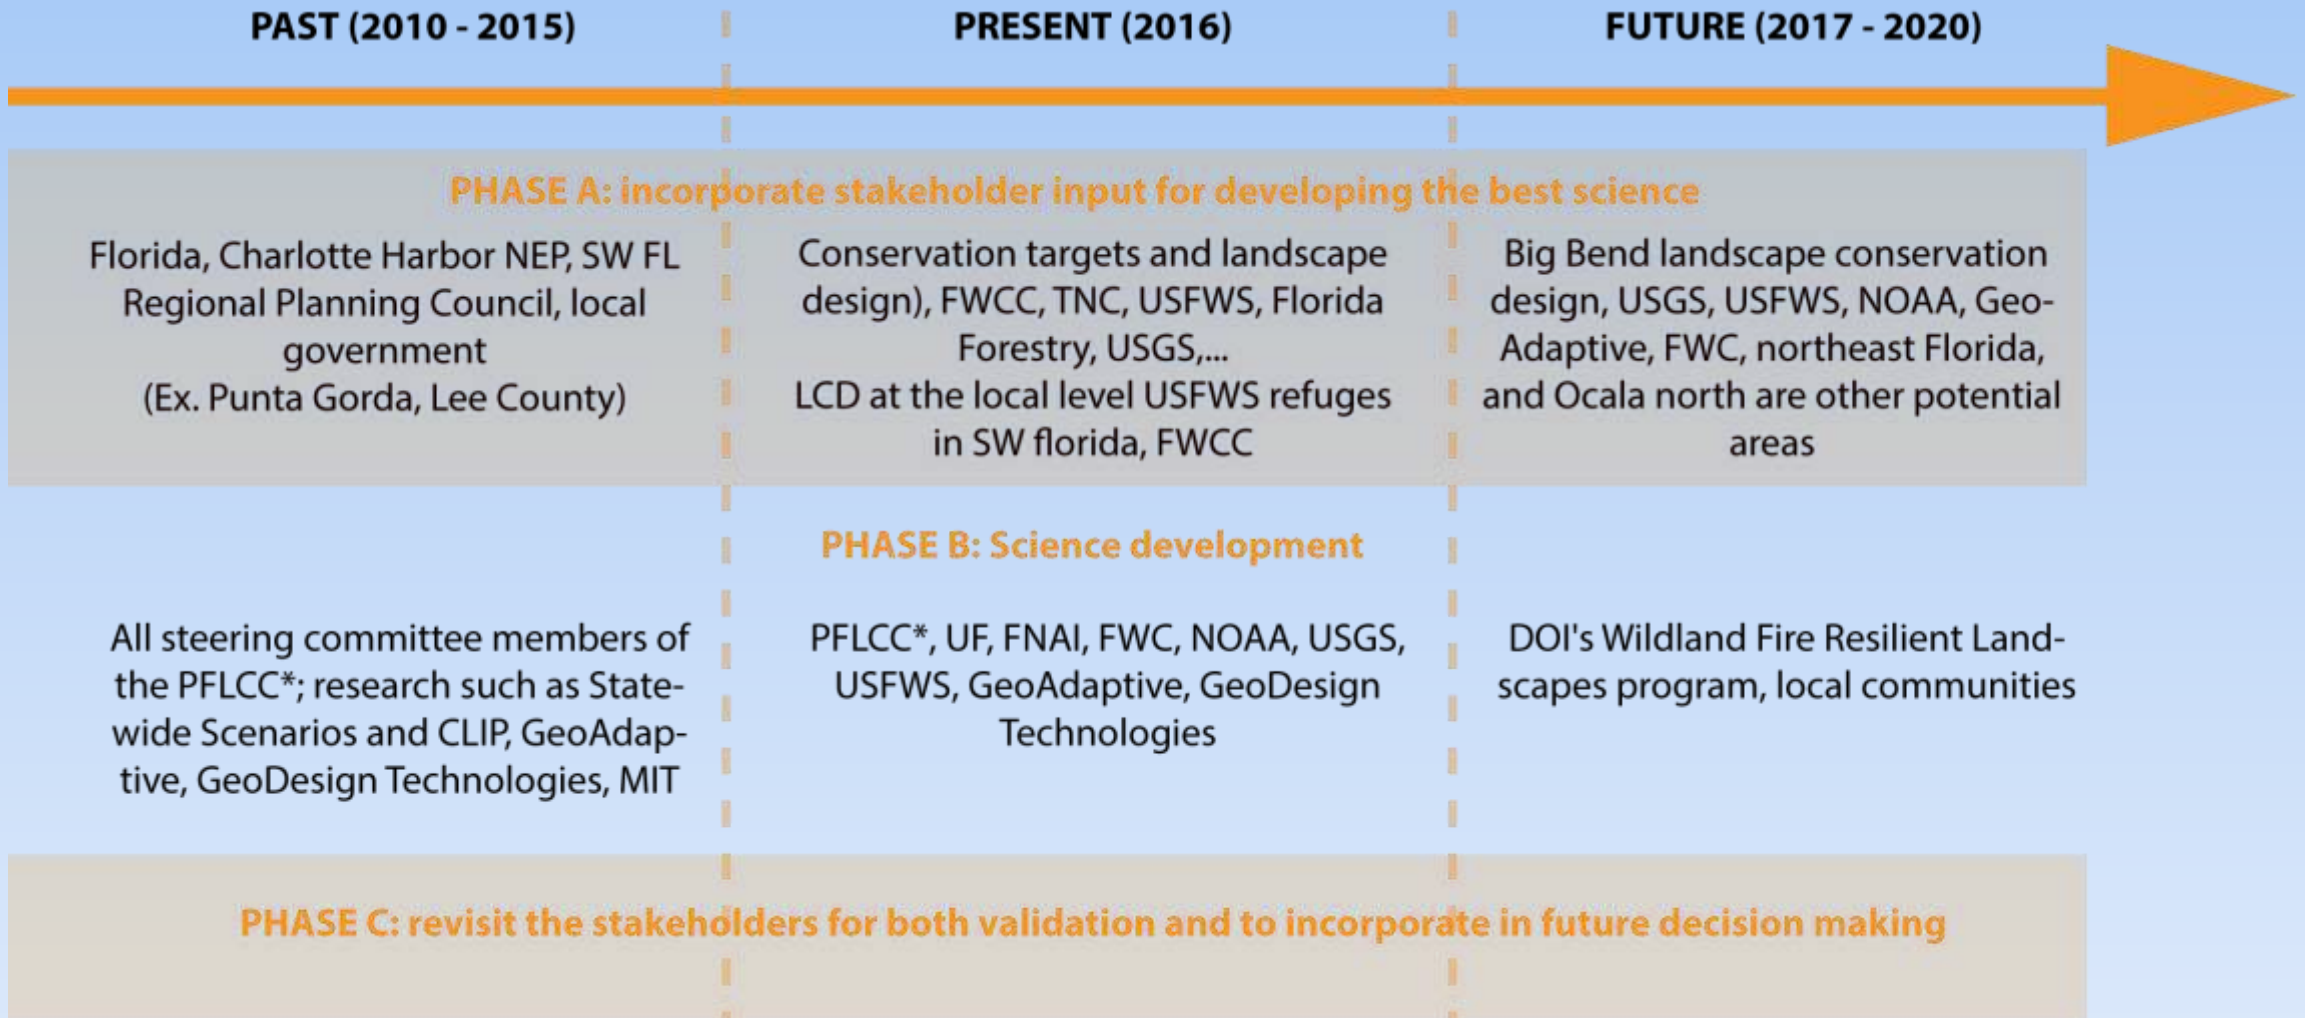 PAST (2010 - 2015)
PRESENT (2016)
FUTURE (2017 - 2020)
PHASE A: incorporate stakeholder input for developing the best science
Florida, Charlotte Harbor NEP, SW FL
Regional Planning Council, local
government
(Ex. Punta Gorda, Lee County)
Conservation targets and landscape
design), FWCC, TNC, USFWS, Florida
Forestry, USGS,...
LCD at the local level USFWS refuges
in SW florida, FWCC
Big Bend landscape conservation
design, USGS, USFWS, NOAA, Geo-
Adaptive, FWC, northeast Florida,
and Ocala north are other potential
areas
PHASE B: Science development
All steering committee members of
the PFLCC*; research such as State-
wide Scenarios and CLIP, GeoAdap-
tive, GeoDesign Technologies, MIT
PFLCC*, UF, FNAI, FWC, NOAA, USGS,
USFWS, GeoAdaptive, GeoDesign
Technologies
DOI's Wildland Fire Resilient Land-
scapes program, local communities
PHASE C: revisit the stakeholders for both validation and to incorporate in future decision making